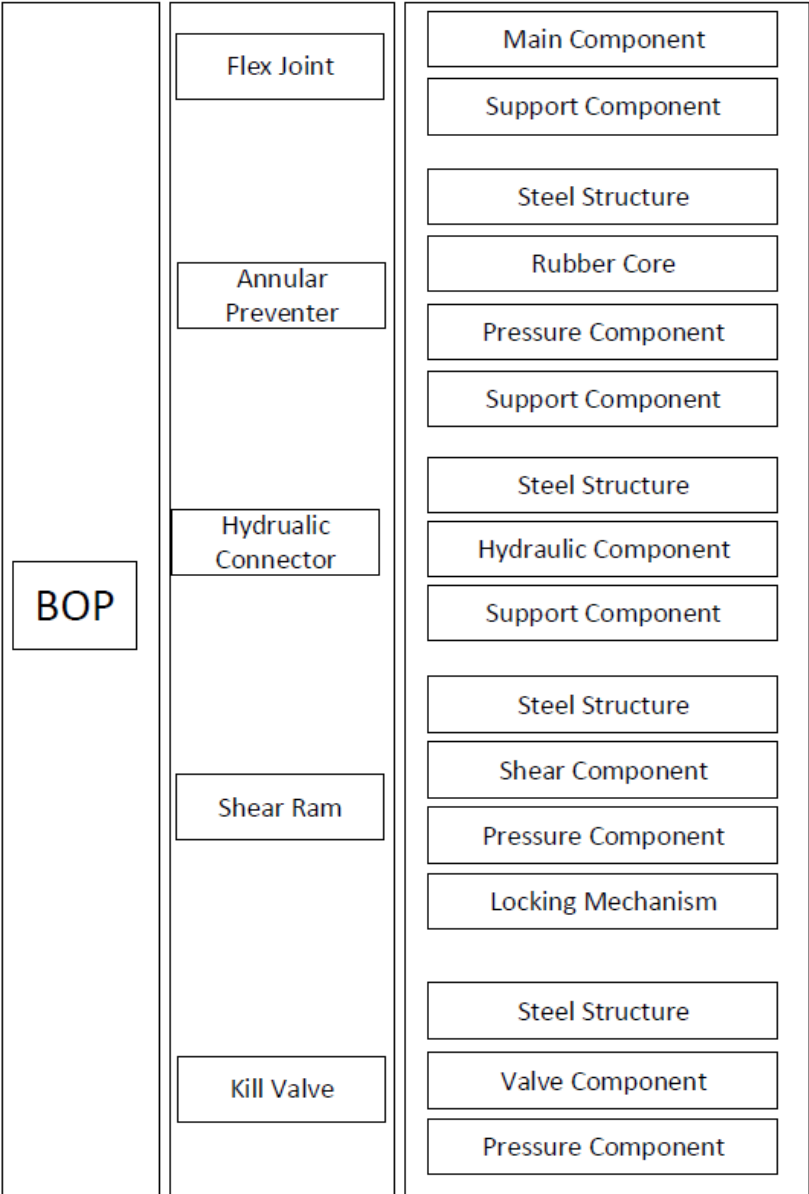 BOP
Flex Joint
Main Component
Support Component
Annular
Preventer
Steel Structure
Rubber Core
Pressure Component
Support Component
Hydrualic
Connector
Steel Structure
Hydraulic Component
Support Component
Shear Ram
Steel Structure
Shear Component
Pressure Component
Locking Mechanism
Kill Valve
Steel Structure
Valve Component
Pressure Component